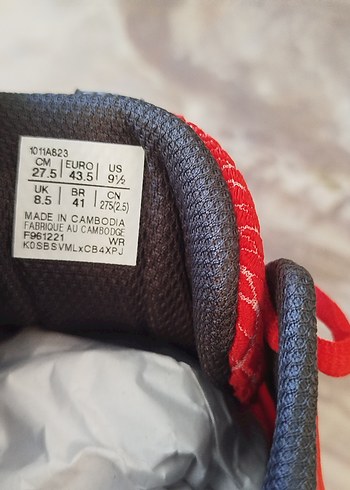 1011A823
CM EURO US
27.5 43.5 9½
UK BR CN
8.5 41 275(2.5)
MADE IN CAMBODIA
FABRIQUE AU CAMBODGE
F961221 WR
KDSBSVMLxCB4XPJ